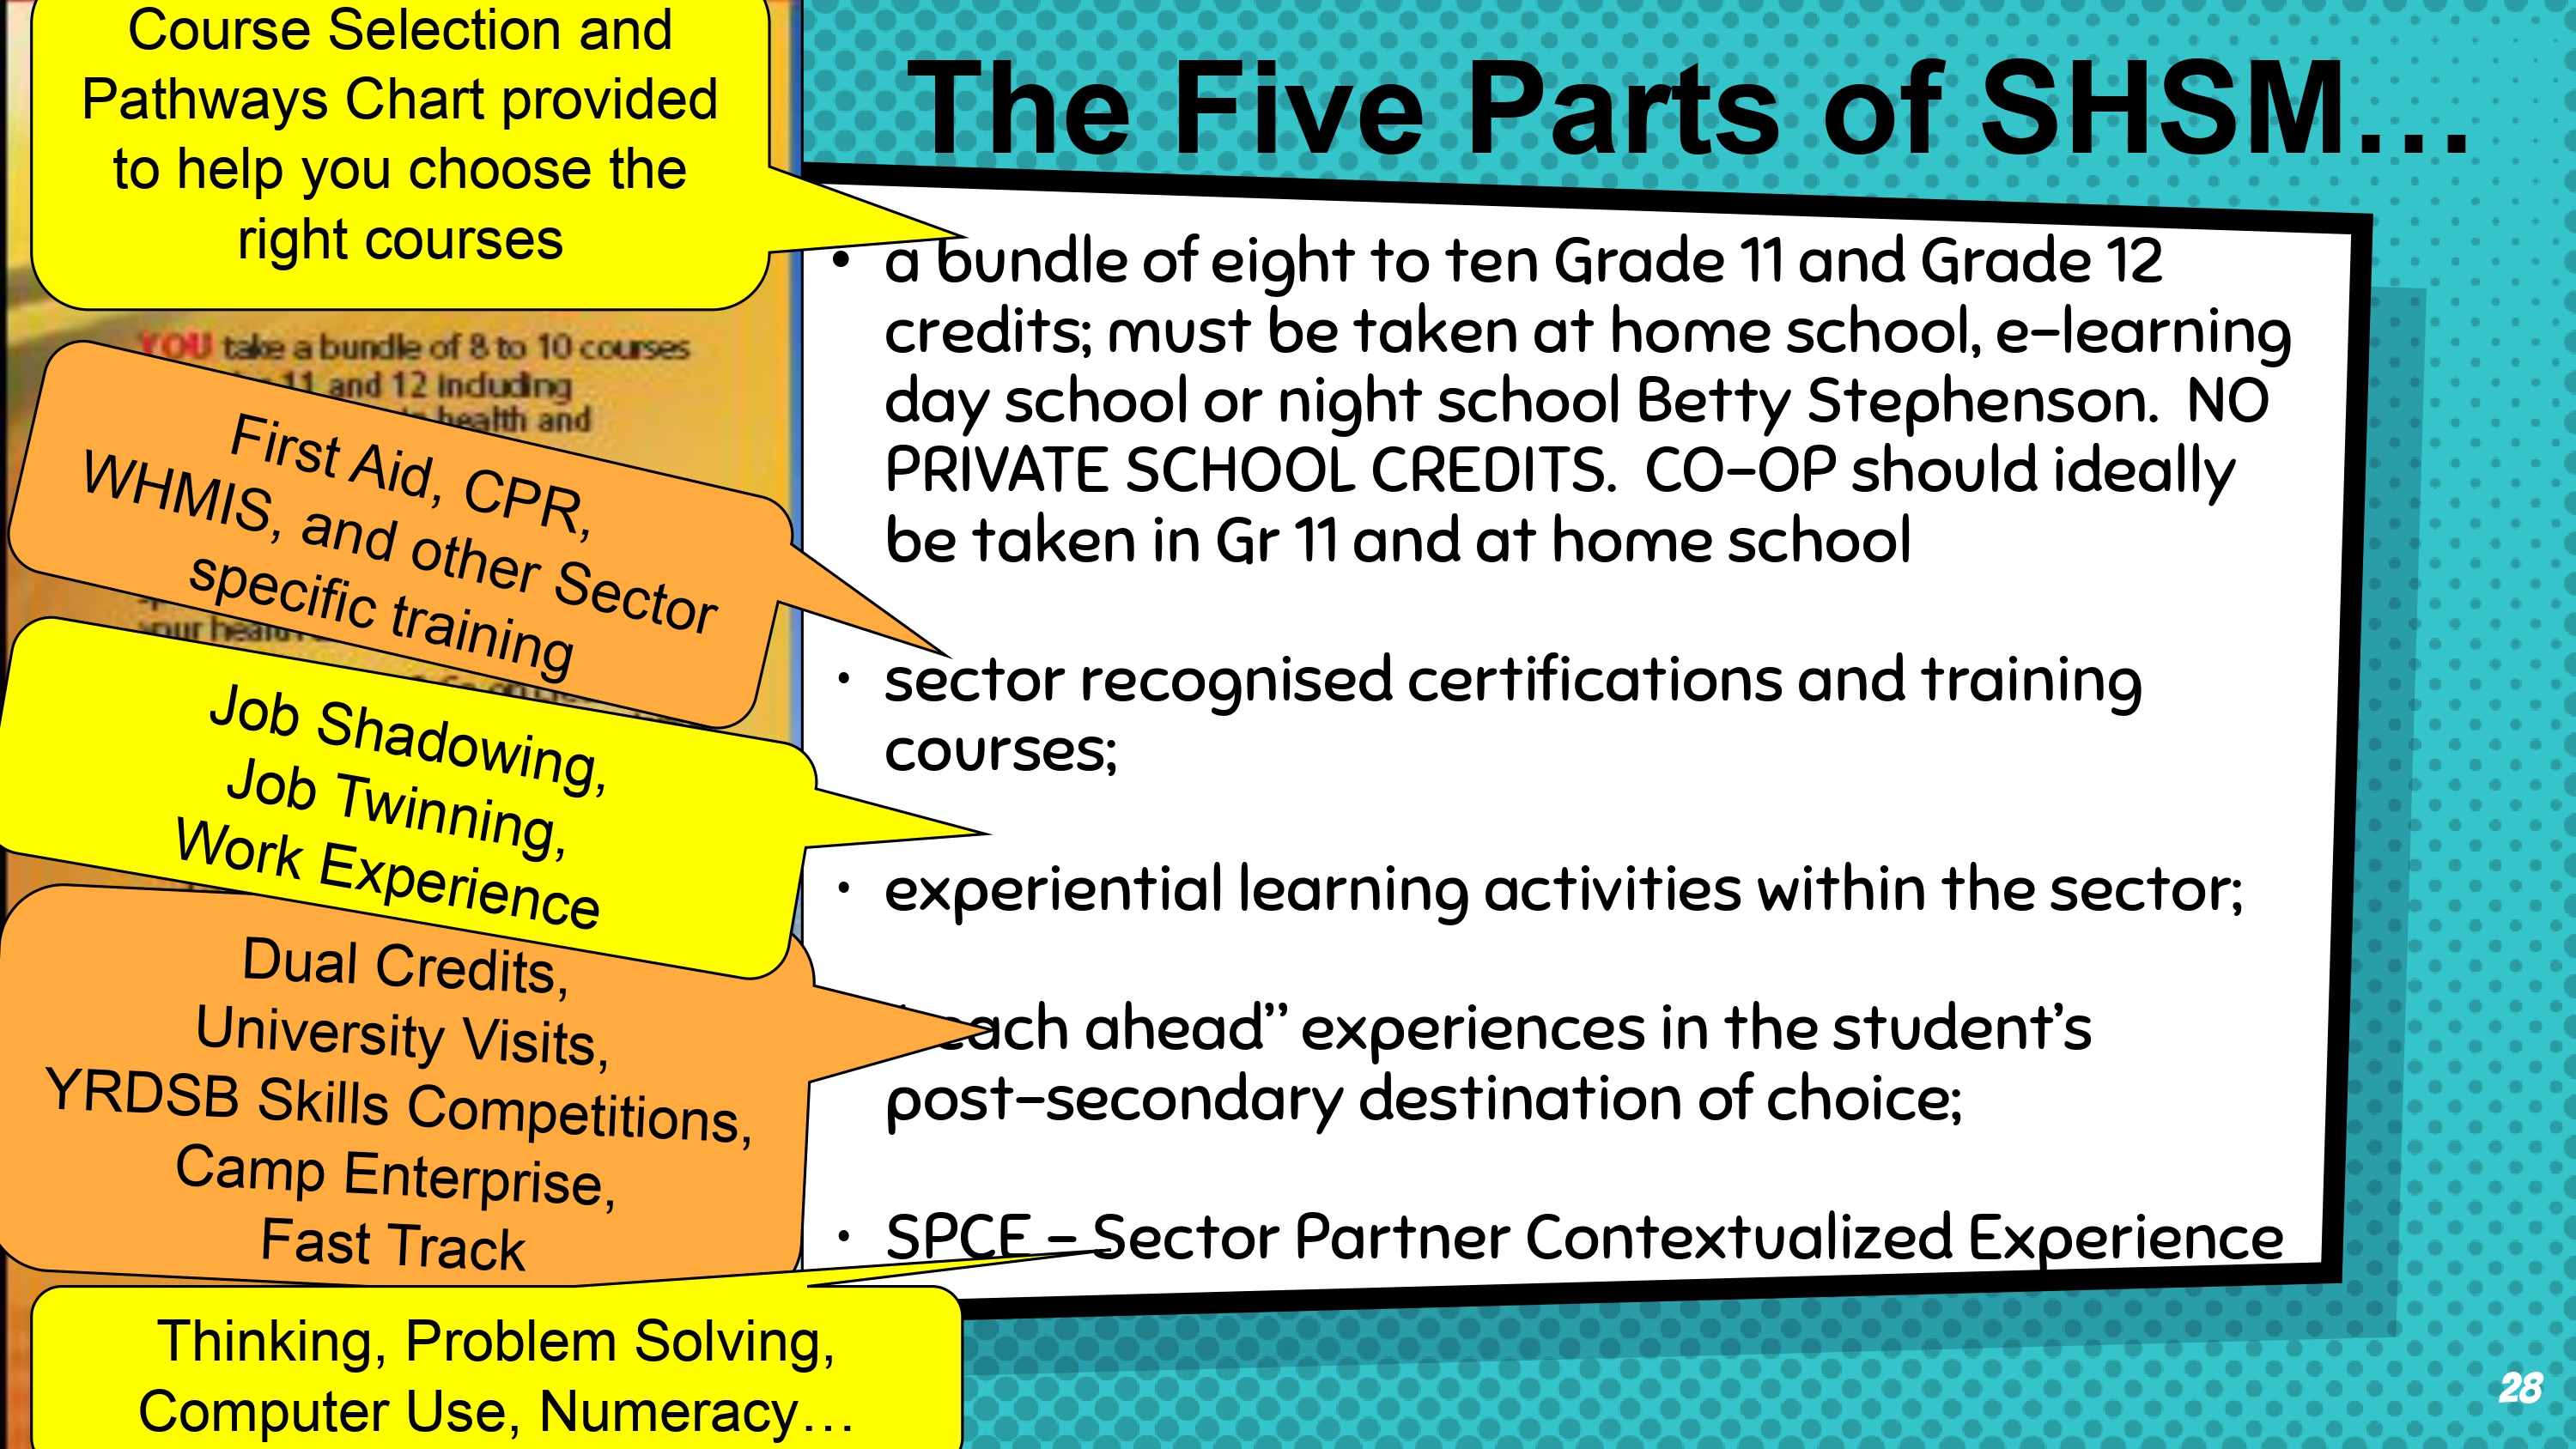 The Five Parts of SHSM…
Course Selection and
Pathways Chart provided
to help you choose the
right courses
• a bundle of eight to ten Grade 11 and Grade 12
credits; must be taken at home school, e-learning
day school or night school Betty Stephenson. NO
PRIVATE SCHOOL CREDITS. CO-OP should ideally
be taken in Gr 11 and at home school
YOU take a bundle of 8 to 10 courses
11 and 12 including
health and
First Aid, CPR,
WHMIS, and other Sector
specific training
your
• sector recognised certifications and training
courses;
Job Shadowing,
Job Twinning,
Work Experience
• experiential learning activities within the sector;
Dual Credits,
University Visits,
YRDSB Skills Competitions,
Camp Enterprise,
Fast Track
ahead” experiences in the student’s
post-secondary destination of choice;
• SPCE - Sector Partner Contextualized Experience
Thinking, Problem Solving,
Computer Use, Numeracy…
28